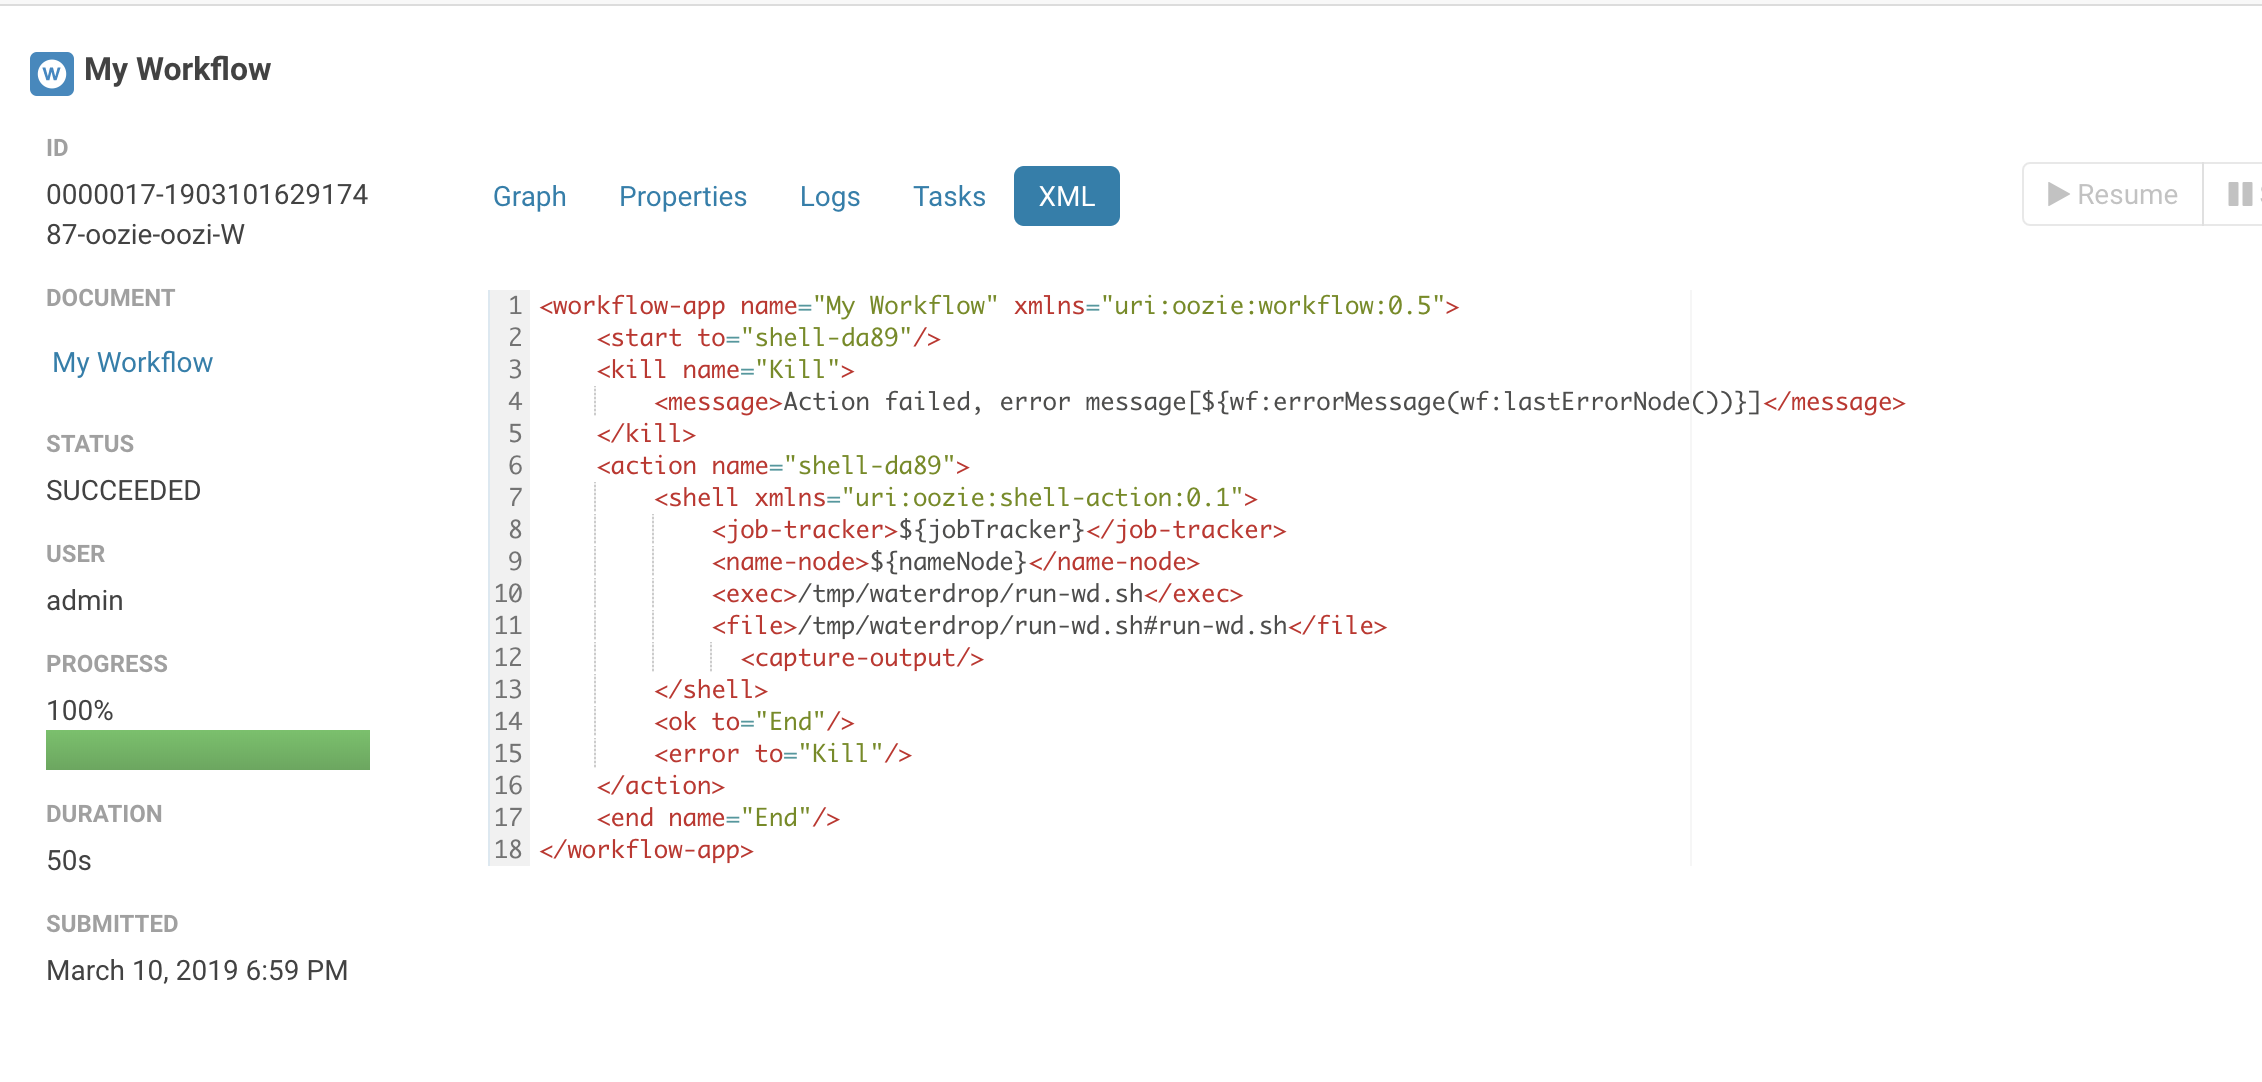 My Workflow
ID
0000017-1903101629174
87-oozie-oozi-W
DOCUMENT
My Workflow
STATUS
SUCCEEDED
USER
admin
PROGRESS
100%
DURATION
50s
SUBMITTED
March 10, 2019 6:59 PM
Graph Properties Logs Tasks XML
Resume
1 <workflow-app name="My Workflow" xmlns="uri:oozie:workflow:0.5">
2 <start to="shell-da89"/>
3 <kill name="Kill">
4 <message>Action failed, error message[${wf:errorMessage(wf:lastErrorNode())}]</message>
5 </kill>
6 <action name="shell-da89">
7 <shell xmlns="uri:oozie:shell-action:0.1">
8 <job-tracker>${jobTracker}</job-tracker>
9 <name-node>${nameNode}</name-node>
10 <exec>/tmp/waterdrop/run-wd.sh</exec>
11 <file>/tmp/waterdrop/run-wd.sh#run-wd.sh</file>
12 <capture-output/>
13 </shell>
14 <ok to="End"/>
15 <error to="Kill"/>
16 </action>
17 <end name="End"/>
18 </workflow-app>